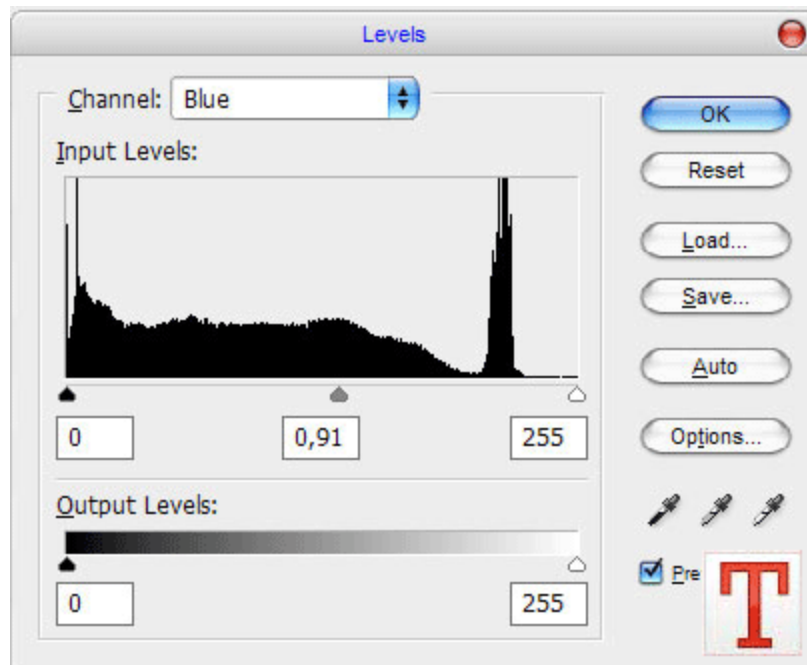 Levels
Channel: Blue
OK
Input Levels:
Reset
Load...
Save...
Auto
0 0,91 255
Options...
Output Levels:
Pre
T
0 255